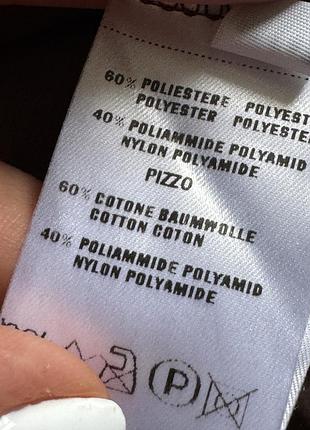 60% POLIESTERE POLYEST
POLYESTER POLYESTER
40% POLIAMMIDE POLYAMID
NYLON POLYAMIDE
PIZZO
60% COTONE BAUMWOLLE
COTTON COTON
40% POLIAMMIDE POLYAMID
NYLON POLYAMIDE
P